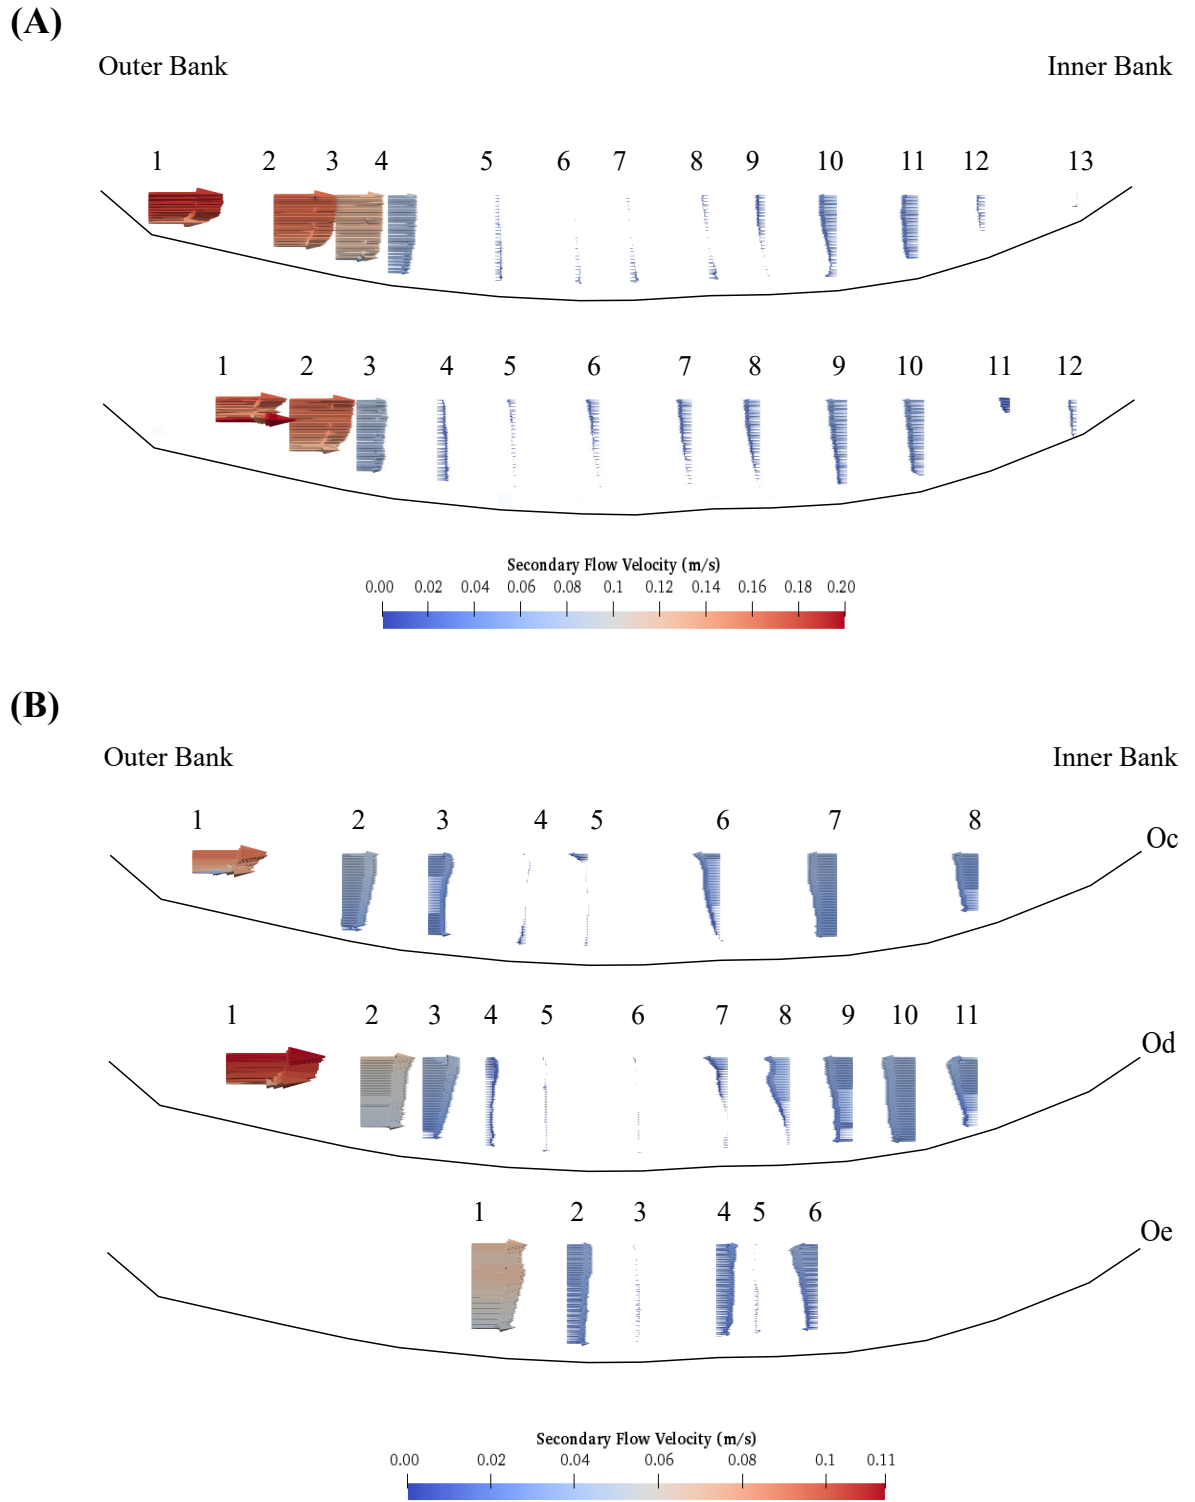 (A)
Outer Bank Inner Bank
1 2 3 4 5 6 7 8 9 10 11 12 13
1 2 3 4 5 6 7 8 9 10 11 12
Secondary Flow Velocity (m/s)
0.00 0.02 0.04 0.06 0.08 0.1 0.12 0.14 0.16 0.18 0.20
(B)
Outer Bank Inner Bank
1 2 3 4 5 6 7 8 Oc
1 2 3 4 5 6 7 8 9 10 11 Od
1 2 3 4 5 6 Oe
Secondary Flow Velocity (m/s)
0.00 0.02 0.04 0.06 0.08 0.1 0.11